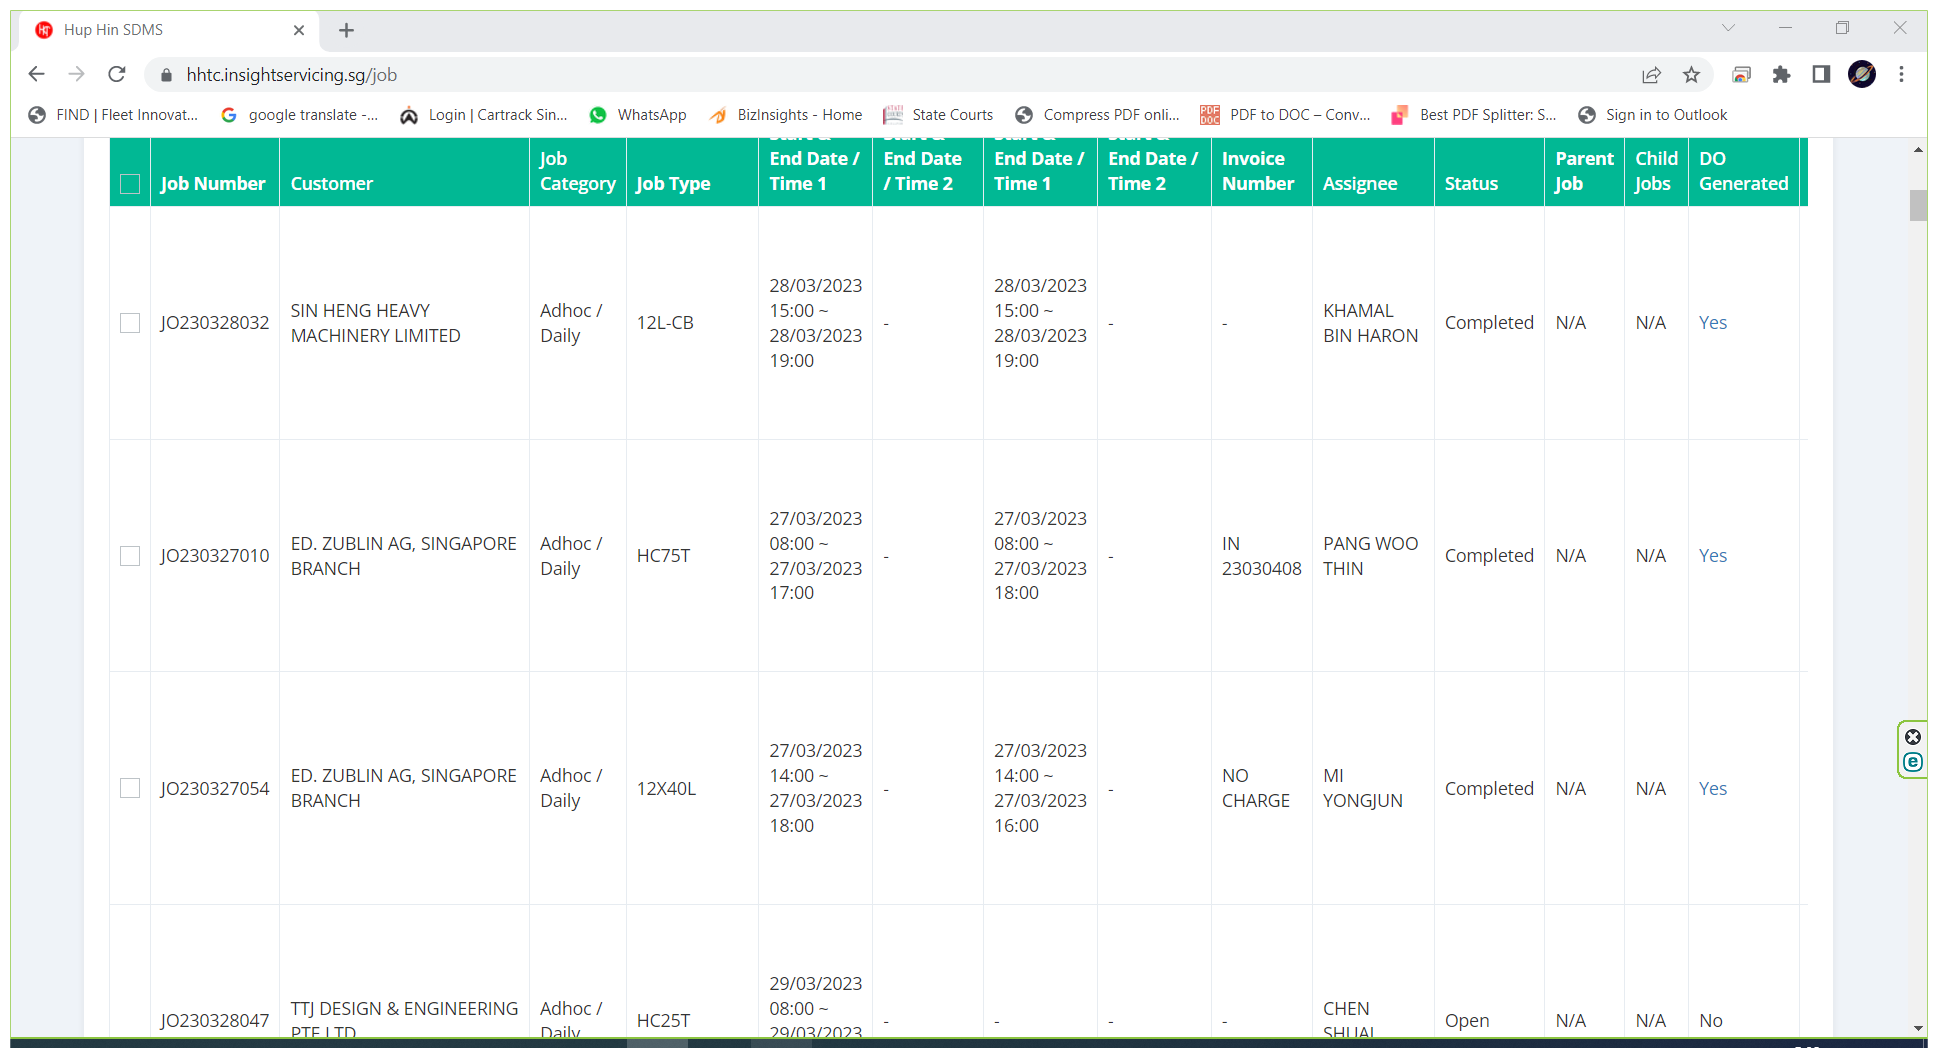 Hup Hin SDMS
hhtc.insightservicing.sg/job
FIND | Fleet Innovat... google translate -... Login | Cartrack Sin... WhatsApp BizInsights - Home State Courts Compress PDF onli... PDF to DOC – Conv... Best PDF Splitter: S... Sign in to Outlook
Job End Date / End Date End Date / End Date / Invoice Parent Child DO
Job Number Customer Category Job Type Time 1 / Time 2 Time 1 Time 2 Number Assignee Status Job Jobs Generated
28/03/2023 28/03/2023
SIN HENG HEAVY Adhoc / 15:00 ~ 15:00 ~ KHAMAL
JO230328032 12L-CB - - - Completed N/A N/A Yes
MACHINERY LIMITED Daily 28/03/2023 28/03/2023 BIN HARON
19:00 19:00
27/03/2023 27/03/2023
ED. ZUBLIN AG, SINGAPORE Adhoc / 08:00 ~ 08:00 ~ IN PANG WOO
JO230327010 HC75T - - Completed N/A N/A Yes
BRANCH Daily 27/03/2023 27/03/2023 23030408 THIN
17:00 18:00
27/03/2023 27/03/2023
ED. ZUBLIN AG, SINGAPORE Adhoc / 14:00 ~ 14:00 ~ NO MI
JO230327054 12X40L - - Completed N/A N/A Yes
BRANCH Daily 27/03/2023 27/03/2023 CHARGE YONGJUN
18:00 16:00
29/03/2023
TTJ DESIGN & ENGINEERING Adhoc / 08:00 ~ CHEN
JO230328047 HC25T - - - - Open N/A N/A No
PTE LTD Daily 29/03/2023 SHUAI